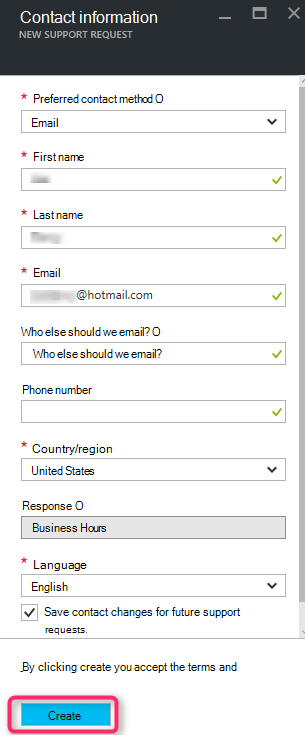 Contact information
NEW SUPPORT REQUEST
* Preferred contact method O
Email
* First name
* Last name
* Email
@hotmail.com
Who else should we email? O
Who else should we email?
Phone number
* Country/region
United States
Response O
Business Hours
* Language
English
Save contact changes for future support
requests.
By clicking create you accept the terms and
Create